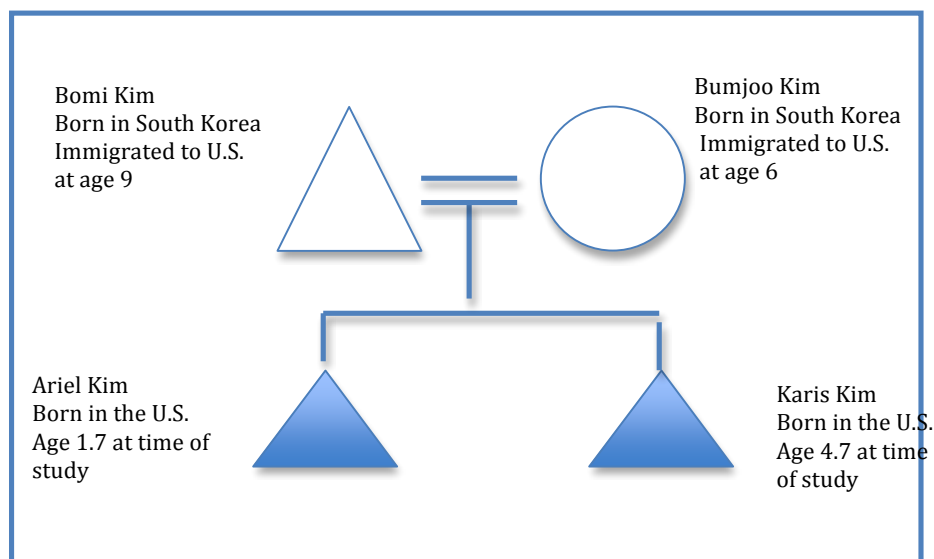 Bomi Kim
Born in South Korea
Immigrated to U.S.
at age 9
Bumjoo Kim
Born in South Korea
Immigrated to U.S.
at age 6
Ariel Kim
Born in the U.S.
Age 1.7 at time of
study
Karis Kim
Born in the U.S.
Age 4.7 at time
of study